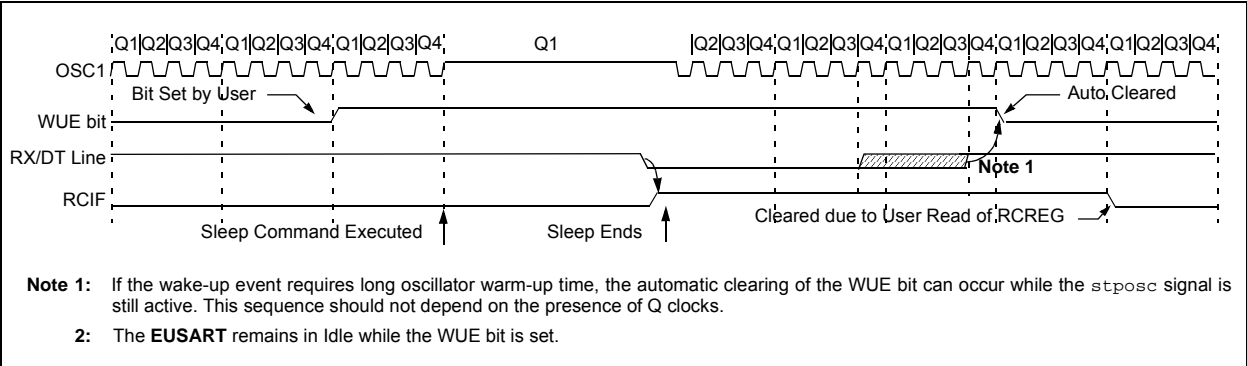 Q1 Q2 Q3 Q4 Q1 Q2 Q3 Q4 Q1 Q2 Q3 Q4 Q1 Q2 Q3 Q4 Q1 Q2 Q3 Q4 Q1 Q2 Q3 Q4 Q1 Q2 Q3 Q4 Q1 Q2 Q3 Q4
OSC1
Bit Set by User Auto Cleared
WUE bit
RX/DT Line
Note 1
RCIF
Cleared due to User Read of RCREG
Sleep Command Executed Sleep Ends
Note 1: If the wake-up event requires long oscillator warm-up time, the automatic clearing of the WUE bit can occur while the stposc signal is
still active. This sequence should not depend on the presence of Q clocks.
2: The EUSART remains in Idle while the WUE bit is set.